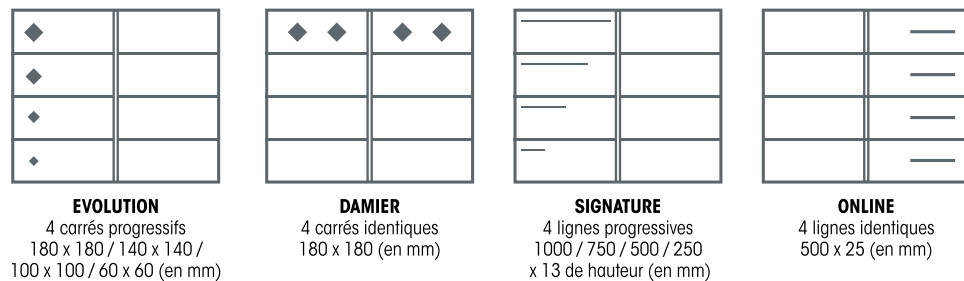 EVOLUTION
4 carrés progressifs
180 x 180 / 140 x 140 /
100 x 100 / 60 x 60 (en mm)
DAMIER
4 carrés identiques
180 x 180 (en mm)
SIGNATURE
4 lignes progressives
1000 / 750 / 500 / 250
x 13 de hauteur (en mm)
ONLINE
4 lignes identiques
500 x 25 (en mm)